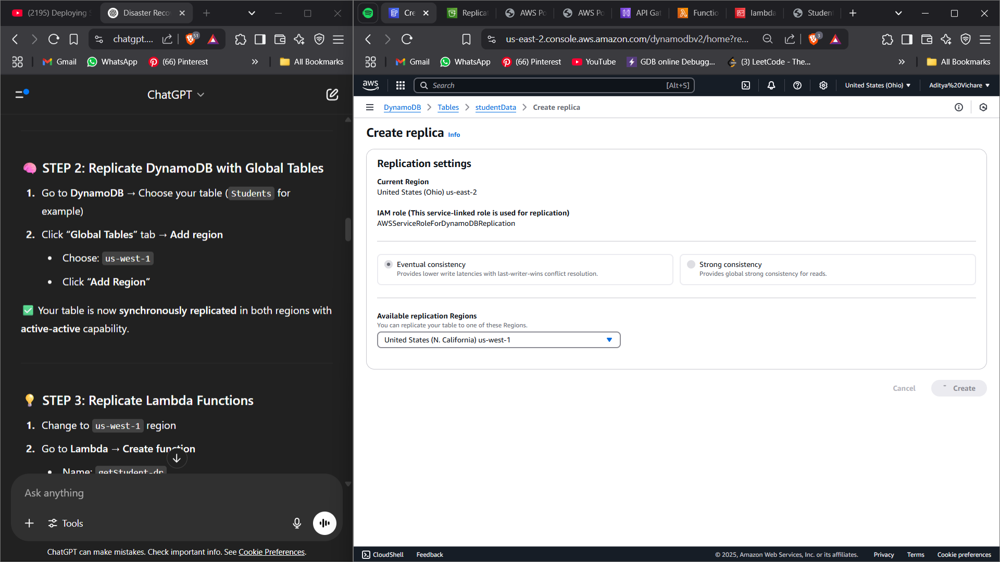 (2195) Deploying
Disaster Reco
chatgpt....
51
Gmail
WhatsApp
(66) Pinterest
All Bookmarks
ChatGPT
🧠 STEP 2: Replicate DynamoDB with Global Tables
1. Go to DynamoDB → Choose your table (Students for
example)
2. Click “Global Tables” tab → Add region
• Choose: us-west-1
• Click “Add Region”
✅ Your table is now synchronously replicated in both regions with
active-active capability.
💡 STEP 3: Replicate Lambda Functions
1. Change to us-west-1 region
2. Go to Lambda → Create function
• Name: getStudent-dr
Ask anything
Tools
ChatGPT can make mistakes. Check important info. See Cookie Preferences.
Cre
Replicat
AWS Po
AWS Po
API Gat
Functio
lambda
Studen
us-east-2.console.aws.amazon.com/dynamodbv2/home?re...
3
Gmail
WhatsApp
(66) Pinterest
YouTube
GDB online Debugg...
(3) LeetCode - The...
All Bookmarks
aws
Search
[Alt+S]
United States (Ohio)
Aditya%20Vichare
DynamoDB > Tables > studentData > Create replica
Create replica Info
Replication settings
Current Region
United States (Ohio) us-east-2
IAM role (This service-linked role is used for replication)
AWSServiceRoleForDynamoDBReplication
Eventual consistency
Provides lower write latencies with last-writer-wins conflict resolution.
Strong consistency
Provides global strong consistency for reads.
Available replication Regions
You can replicate your table to one of these Regions.
United States (N. California) us-west-1
Cancel
Create
CloudShell
Feedback
© 2025, Amazon Web Services, Inc. or its affiliates.
Privacy
Terms
Cookie preferences